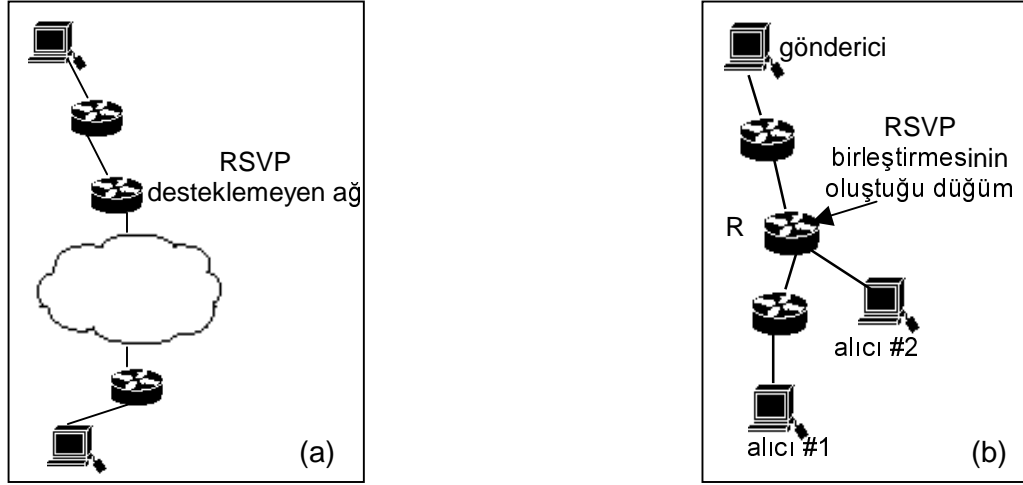 RSVP
desteklemeyen ağ
(a)
gönderici
RSVP
birleştirmesinin
oluştuğu düğüm
R
alıcı #2
alıcı #1
(b)